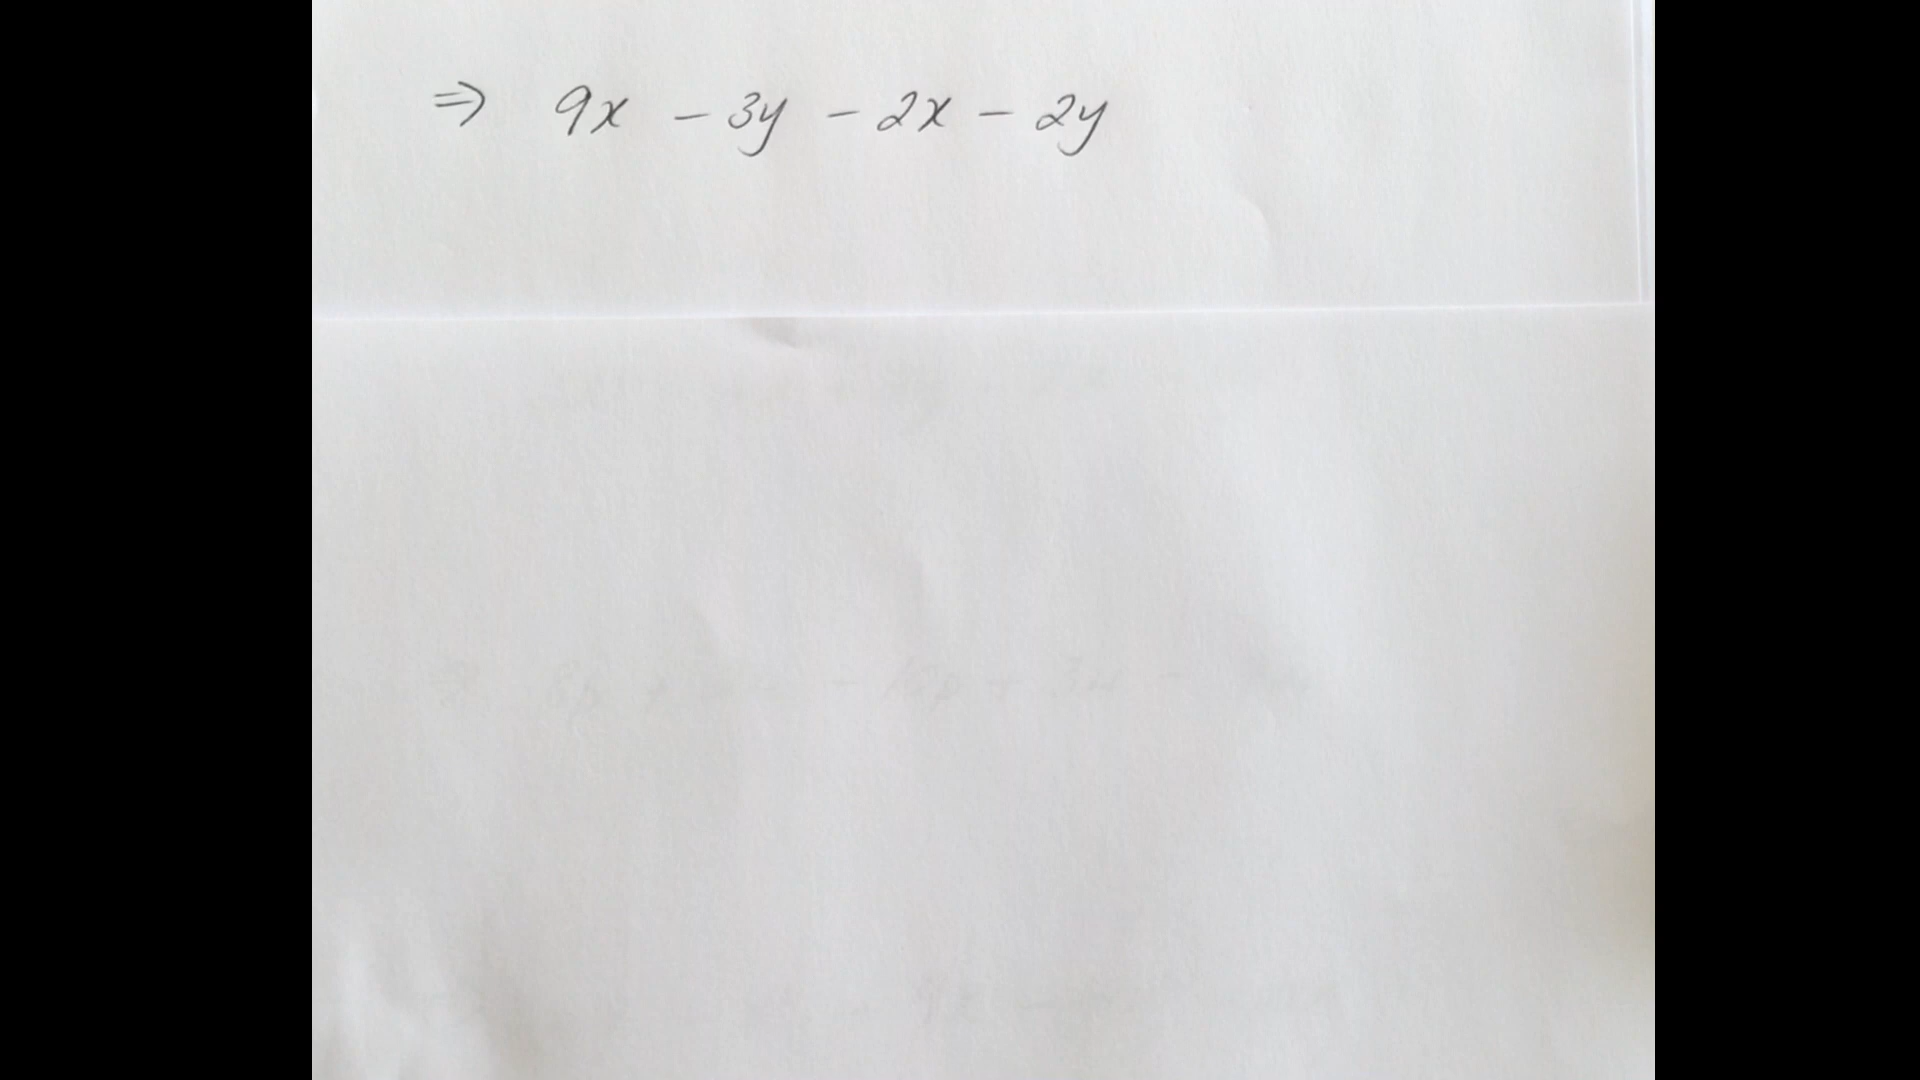 ⇒ 9x - 3y - 2x - 2y